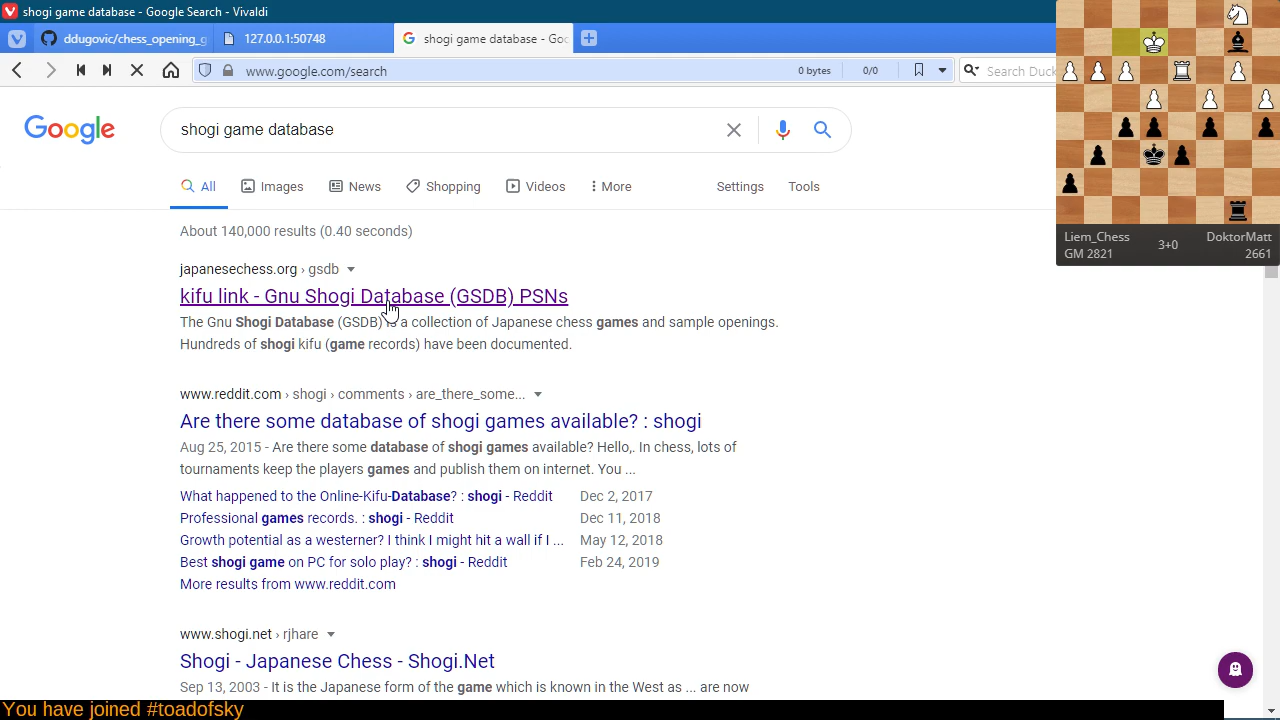 shogi game database - Google Search - Vivaldi
ddugovic/chess_opening_g
127.0.0.1:50748
shogi game database - Goo
www.google.com/search
0 bytes
0/0
Search Duck
Google
shogi game database
All
Images
News
Shopping
Videos
More
Settings
Tools
About 140,000 results (0.40 seconds)
japanesechess.org › gsdb
kifu link - Gnu Shogi Database (GSDB) PSNs
The Gnu Shogi Database (GSDB) is a collection of Japanese chess games and sample openings.
Hundreds of shogi kifu (game records) have been documented.
www.reddit.com › shogi › comments › are_there_some...
Are there some database of shogi games available? : shogi
Aug 25, 2015 - Are there some database of shogi games available? Hello,. In chess, lots of
tournaments keep the players games and publish them on internet. You ...
What happened to the Online-Kifu-Database? : shogi - Reddit Dec 2, 2017
Professional games records. : shogi - Reddit Dec 11, 2018
Growth potential as a westerner? I think I might hit a wall if I ... May 12, 2018
Best shogi game on PC for solo play? : shogi - Reddit Feb 24, 2019
More results from www.reddit.com
www.shogi.net › rjhare
Shogi - Japanese Chess - Shogi.Net
Sep 13, 2003 - It is the Japanese form of the game which is known in the West as ... are now
Liem_Chess
GM 2821
3+0
DoktorMatt
2661
You have joined #toadofsky